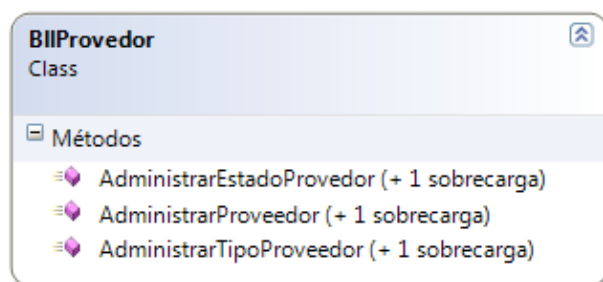 BllProvedor
Class
Métodos
AdministrarEstadoProvedor (+ 1 sobrecarga)
AdministrarProveedor (+ 1 sobrecarga)
AdministrarTipoProveedor (+ 1 sobrecarga)